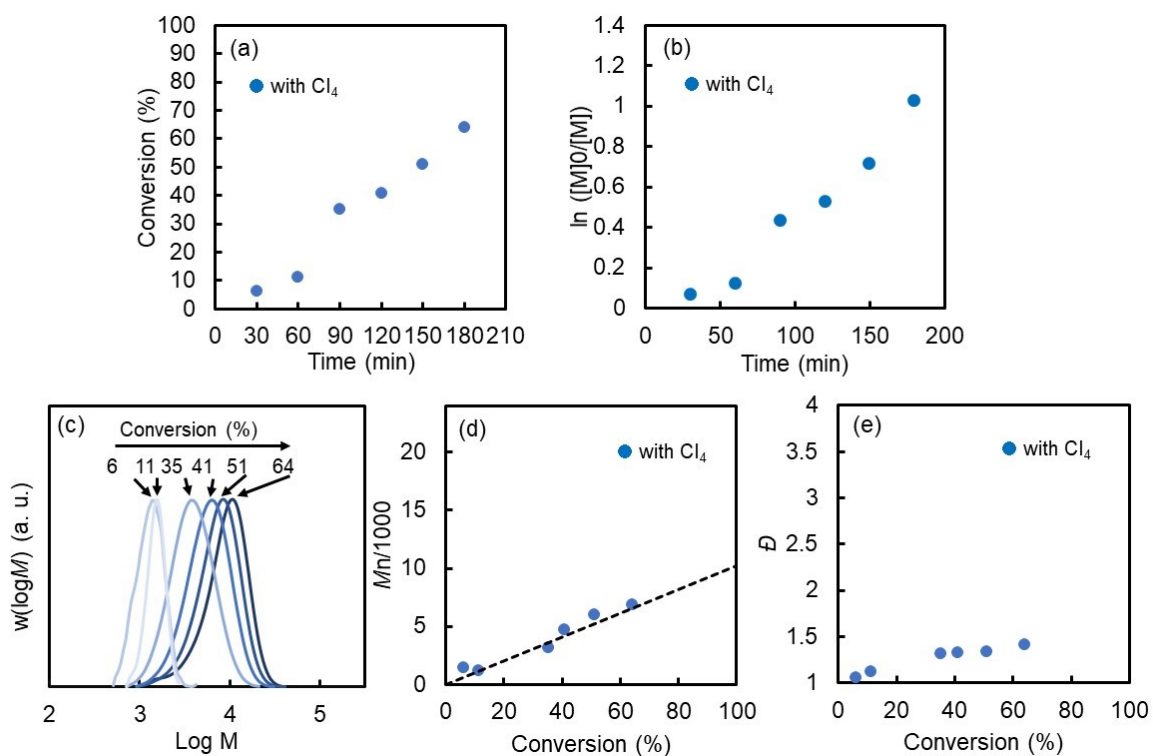 (a)
with CI₄
Conversion (%)
100
90
80
70
60
50
40
30
20
10
0
0 30 60 90 120 150 180 210
Time (min)
(b)
with CI₄
ln ([M]0/[M])
1.4
1.2
1
0.8
0.6
0.4
0.2
0
0 50 100 150 200
Time (min)
(c)
Conversion (%)
6 11 35 41 51 64
w(logM) (a. u.)
2 3 4 5
Log M
(d)
with CI₄
Mn/1000
20
15
10
5
0
0 20 40 60 80 100
Conversion (%)
(e)
with CI₄
Đ
4
3.5
3
2.5
2
1.5
1
0 20 40 60 80 100
Conversion (%)